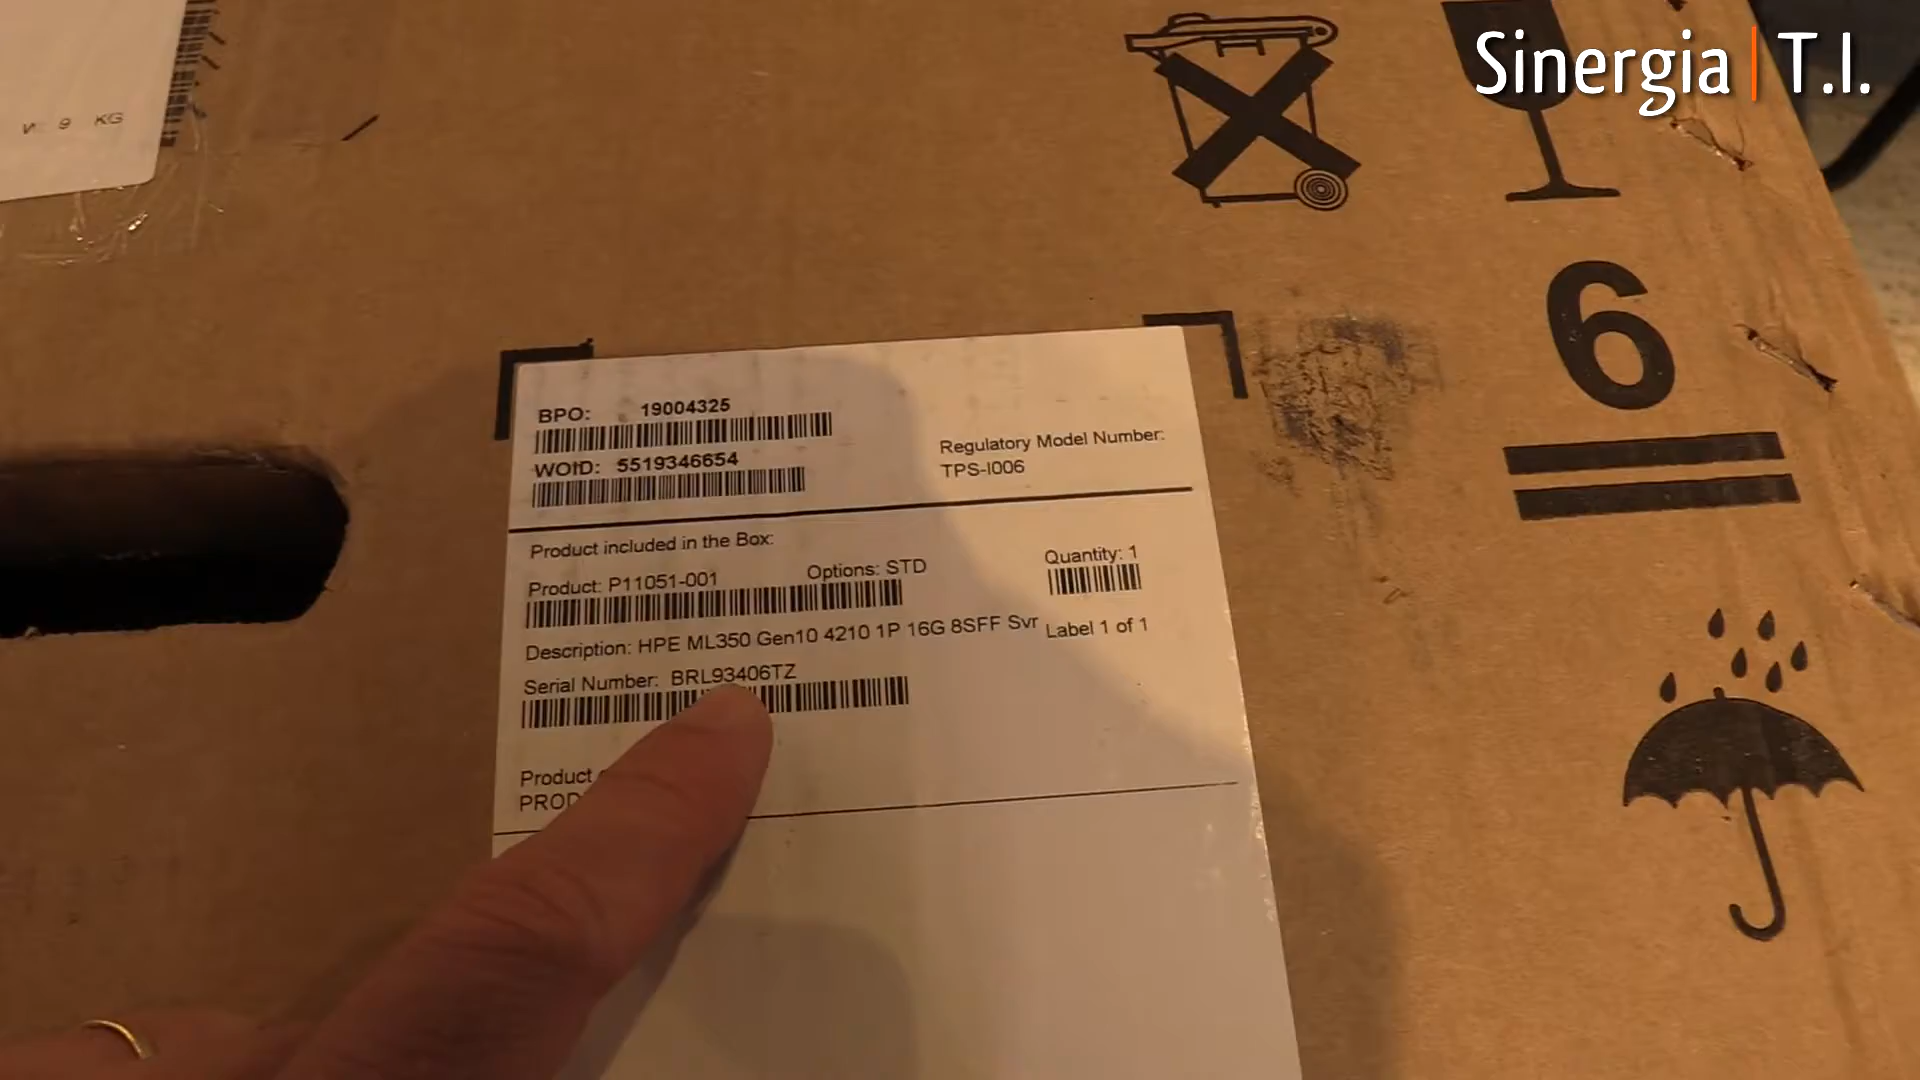 Sinergia|T.I.
9 KG
6
BPO: 19004325
WOID: 5519346654
Regulatory Model Number:
TPS-I006
Product included in the Box:
Product: P11051-001 Options: STD Quantity: 1
Description: HPE ML350 Gen10 4210 1P 16G 8SFF Svr Label 1 of 1
Serial Number: BRL93406TZ
Product